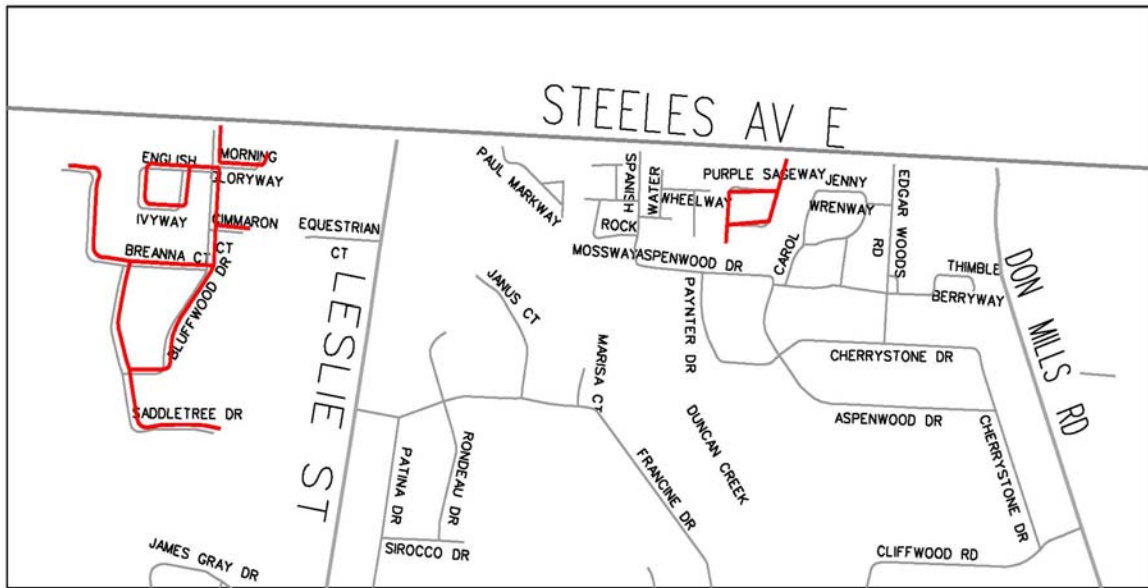 STEELES AV E
ENGLISH
MORNING
GLORYWAY
IVYWAY
CIMMARON
CT
BREANNA CT
BLUFFWOOD DR
SADDLETREE DR
EQUESTRIAN
CT
LESLIE ST
JAMES GRAY DR
PAUL MARKWAY
SPANISH
WATER
WHEELWAY
ROCK
MOSSWAY
PURPLE SAGEWAY
JENNY
WRENWAY
EDGAR WOODS
RD
CAROL
ASPENWOOD DR
THIMBLE
BERRYWAY
DON MILLS RD
JANUS CT
MARISA CT
PAYNTER DR
CHERRYSTONE DR
DUNCAN CREEK
ASPENWOOD DR
CHERRYSTONE DR
PATINA DR
RONDEAU DR
FRANCINE DR
SIROCCO DR
CLIFFWOOD RD